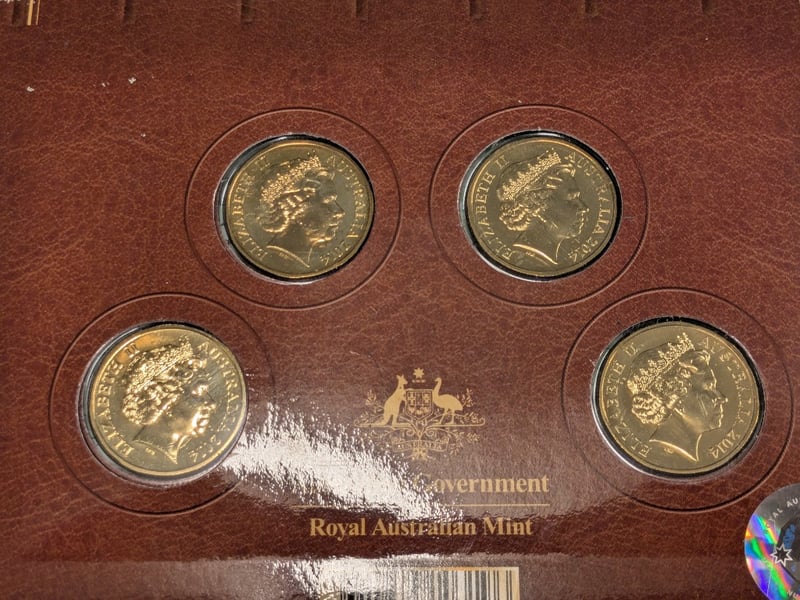 ELIZABETH II AUSTRALIA 2014
ELIZABETH II AUSTRALIA 2014
ELIZABETH II AUSTRALIA 2014
ELIZABETH II AUSTRALIA 2014
Government
Royal Australian Mint